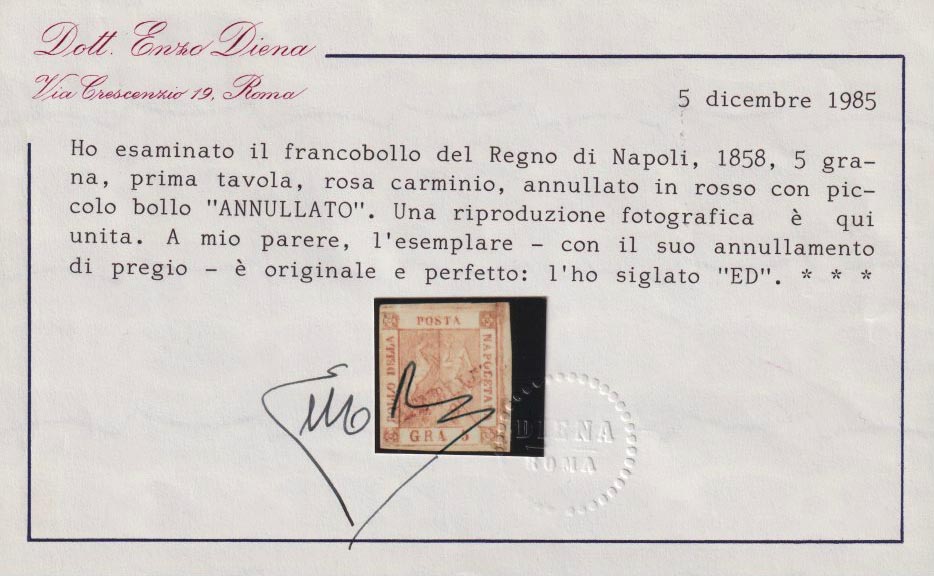 Dott. Enzo Diena
Via Crescenzio 19, Roma
5 dicembre 1985
Ho esaminato il francobollo del Regno di Napoli, 1858, 5 gra-
na, prima tavola, rosa carminio, annullato in rosso con pic-
colo bollo "ANNULLATO". Una riproduzione fotografica è qui
unita. A mio parere, l'esemplare - con il suo annullamento
di pregio - è originale e perfetto: l'ho siglato "ED". * * *
POSTA
BOLLO DELLA
NAPOLETANA
GRA 5
DIENA
ROMA